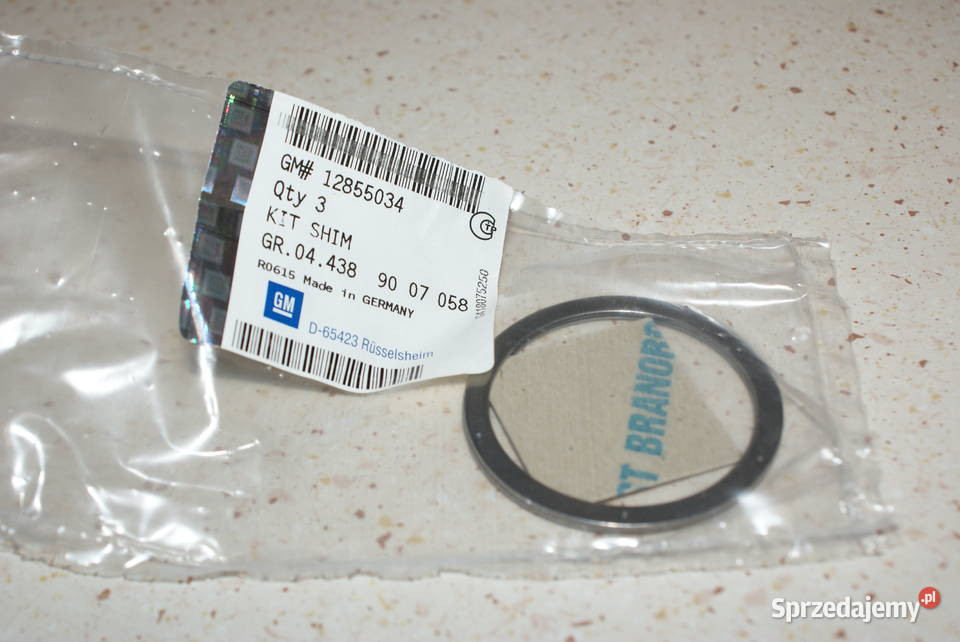 GM# 12855034
Qty 3
KIT SHIM
GR.04.438 90 07 058
R0615 Made in GERMANY
GM
D-65423 Rüsselsheim
ST BRANOR
Sprzedajemy.pl